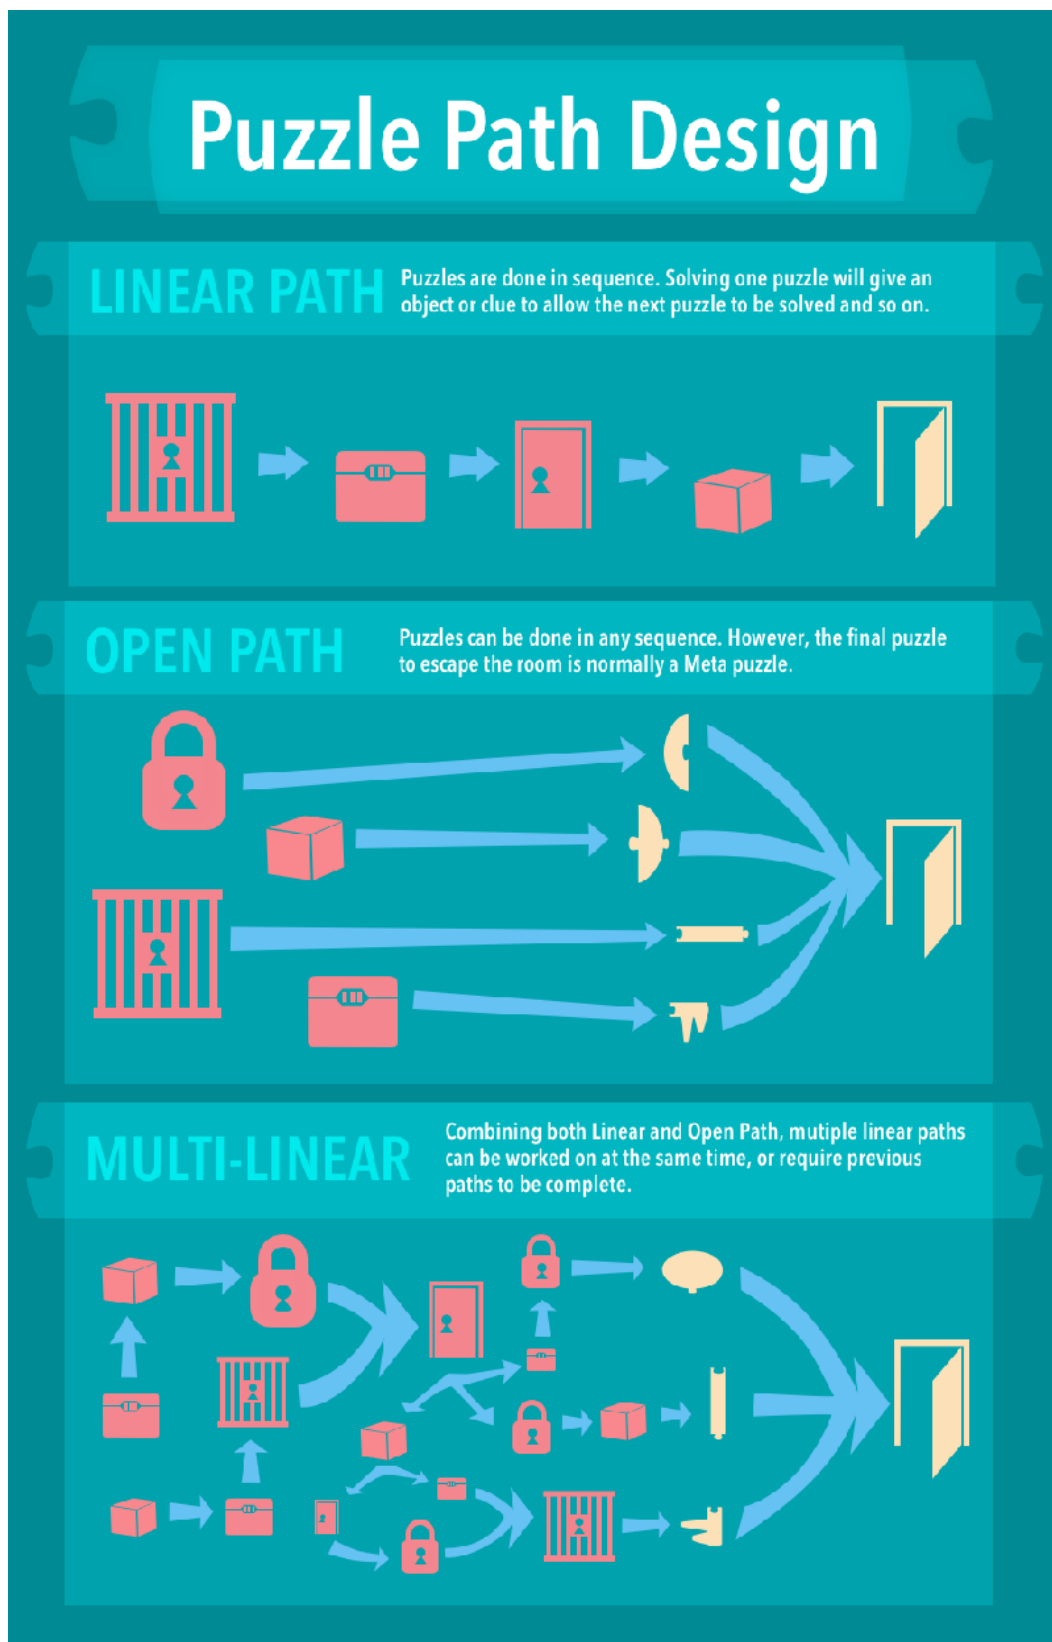 Puzzle Path Design
LINEAR PATH
Puzzles are done in sequence. Solving one puzzle will give an
object or clue to allow the next puzzle to be solved and so on.
OPEN PATH
Puzzles can be done in any sequence. However, the final puzzle
to escape the room is normally a Meta puzzle.
MULTI-LINEAR
Combining both Linear and Open Path, mutiple linear paths
can be worked on at the same time, or require previous
paths to be complete.